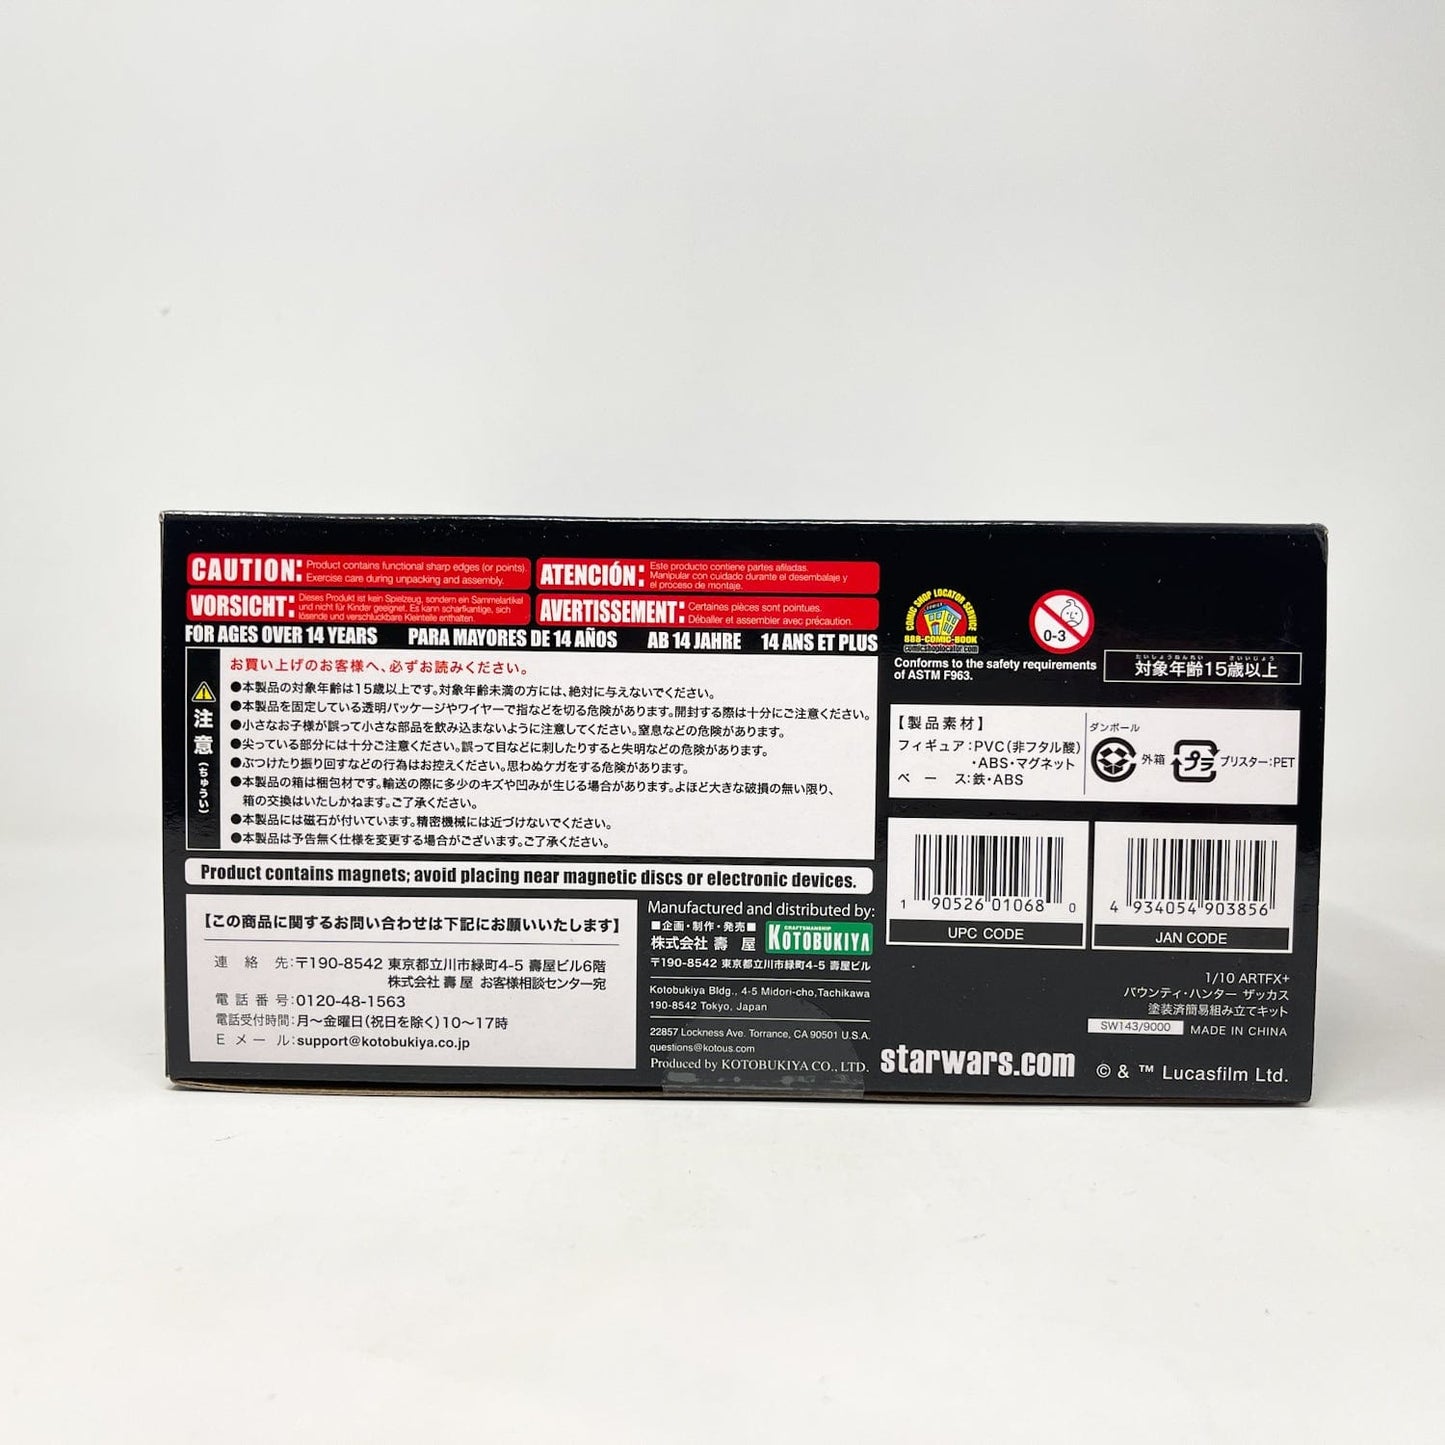 CAUTION: Product contains functional sharp edges (or points).
Exercise care during unpacking and assembly.
ATENCIÓN: Este producto contiene partes afiladas.
Manipular con cuidado durante el desembalaje y
el proceso de montaje.
VORSICHT: Dieses Produkt ist kein Spielzeug, sondern ein Sammelartikel
und nicht für Kinder geeignet. Es kann scharfkantige, sich
lösende und verschluckbare Kleinteile enthalten.
AVERTISSEMENT: Certaines pièces sont pointues.
Déballer et assembler avec précaution.
FOR AGES OVER 14 YEARS PARA MAYORES DE 14 AÑOS AB 14 JAHRE 14 ANS ET PLUS
注意(ちゅうい)
お買い上げのお客様へ、必ずお読みください。
●本製品の対象年齢は15歳以上です。対象年齢未満の方には、絶対に与えないでください。
●本製品を固定している透明パッケージやワイヤーで指などを切る危険があります。開封する際は十分にご注意ください。
●小さなお子様が誤って小さな部品を飲み込まないように注意してください。窒息などの危険があります。
●尖っている部分には十分ご注意ください。誤って目などに刺したりすると失明などの危険があります。
●ぶつけたり振り回すなどの行為はお控えください。思わぬケガをする危険があります。
●本製品の箱は梱包材です。輸送の際に多少のキズや凹みが生じる場合があります。よほど大きな破損の無い限り、
箱の交換はいたしかねます。ご了承ください。
●本製品には磁石が付いています。精密機械には近づけないでください。
●本製品は予告無く仕様を変更する場合がございます。ご了承ください。
Product contains magnets; avoid placing near magnetic discs or electronic devices.
【この商品に関するお問い合わせは下記にお願いいたします】
連絡先:〒190-8542 東京都立川市緑町4-5 壽屋ビル6階
株式会社 壽屋 お客様相談センター宛
電話番号:0120-48-1563
電話受付時間:月〜金曜日(祝日を除く)10〜17時
Eメール:support@kotobukiya.co.jp
Manufactured and distributed by:
■企画・制作・発売■
株式会社 壽屋
CRAFTSMANSHIP
KOTOBUKIYA
〒190-8542 東京都立川市緑町4-5 壽屋ビル
Kotobukiya Bldg., 4-5 Midori-cho,Tachikawa
190-8542 Tokyo, Japan
22857 Lockness Ave. Torrance, CA 90501 U.S.A.
questions@kotous.com
Produced by KOTOBUKIYA CO., LTD.
COMIC SHOP LOCATOR SERVICE
COMICS
888-COMIC-BOOK
comicshoplocator.com
0-3
Conforms to the safety requirements
of ASTM F963.
たいしょうねんれい さいいじょう
対象年齢15歳以上
【製品素材】
フィギュア:PVC(非フタル酸)
・ABS・マグネット
ベース:鉄・ABS
ダンボール
外箱
プラ
ブリスター:PET
1 90526 01068 0
UPC CODE
4 934054 903856
JAN CODE
1/10 ARTFX+
バウンティ・ハンター ザッカス
塗装済簡易組み立てキット
SW143/9000 MADE IN CHINA
starwars.com
© & ™ Lucasfilm Ltd.